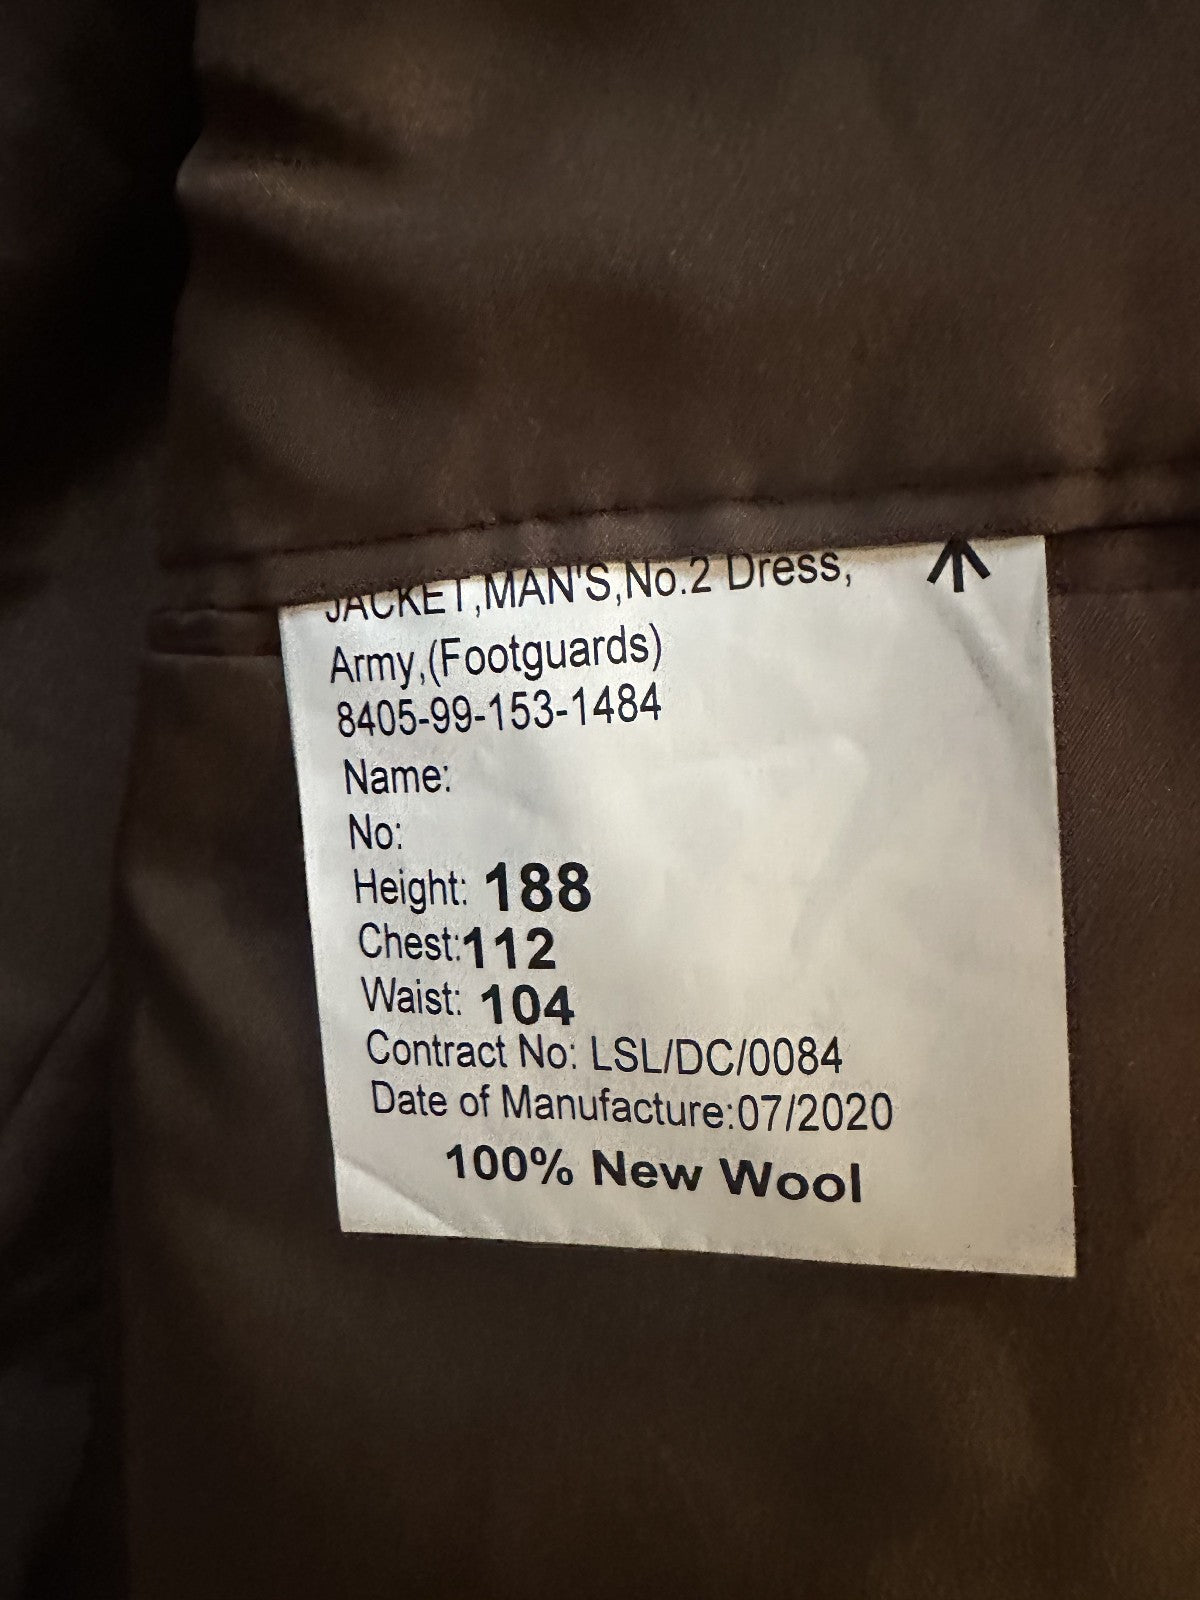 JACKET,MAN'S,No.2 Dress,
Army,(Footguards)
8405-99-153-1484
Name:
No:
Height: 188
Chest:112
Waist: 104
Contract No: LSL/DC/0084
Date of Manufacture:07/2020
100% New Wool